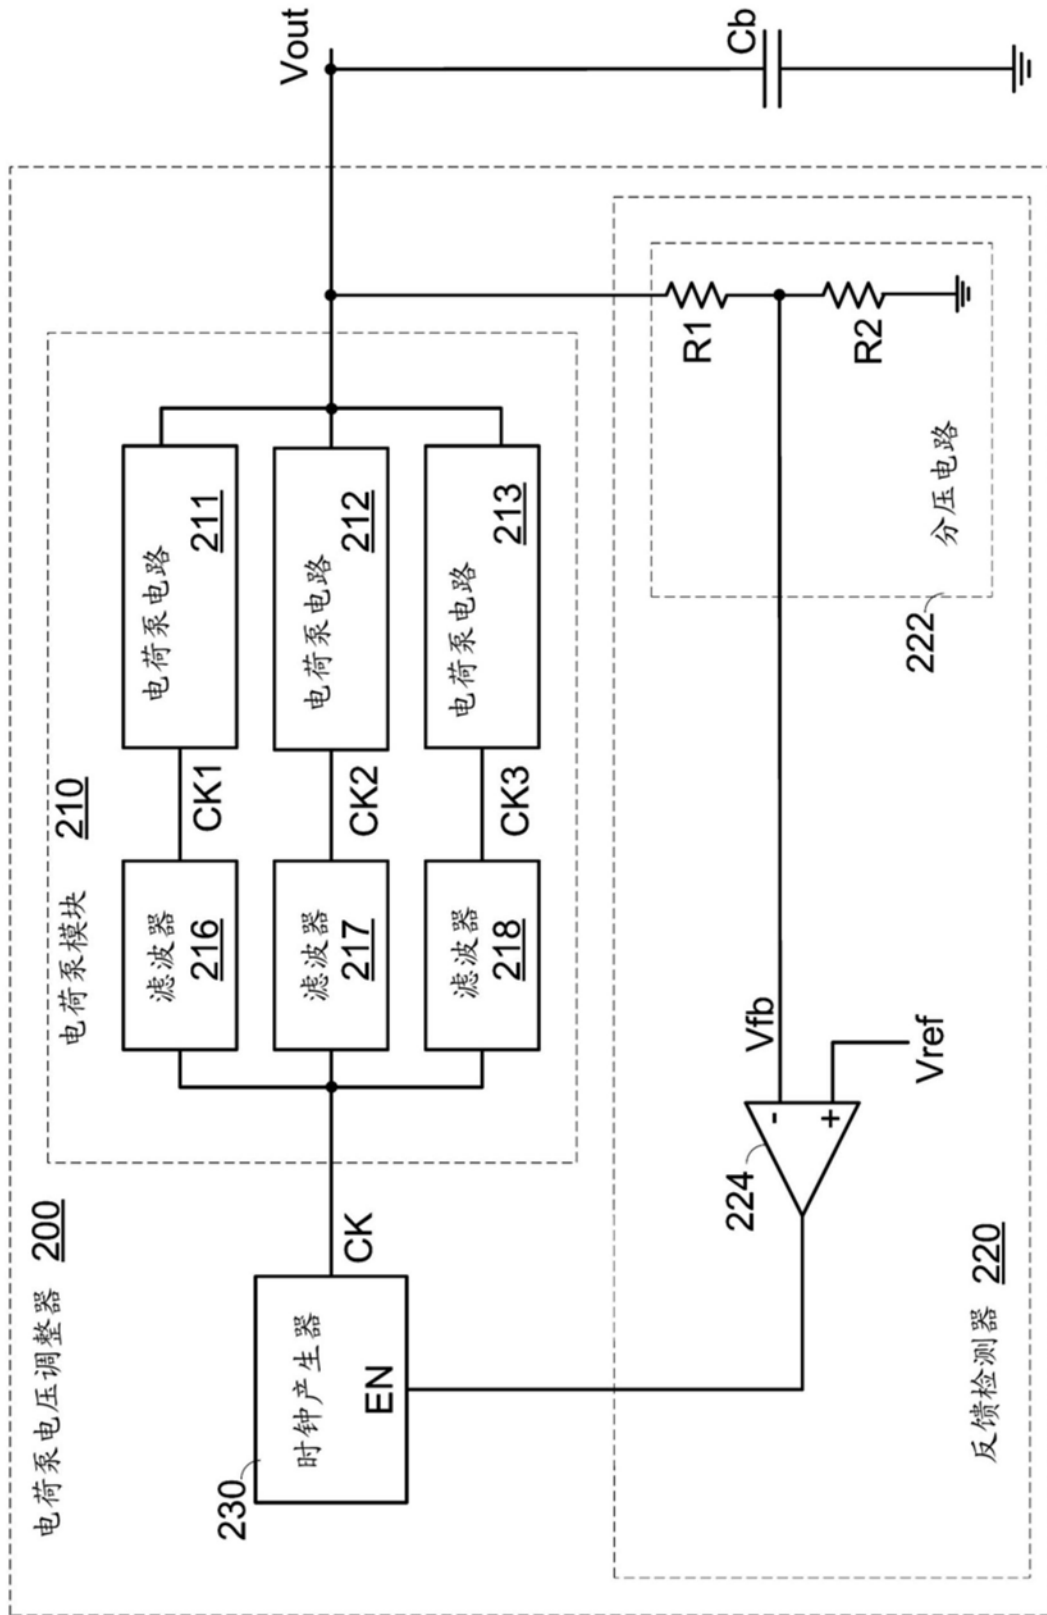 电荷泵电压调整器 200
电荷泵模块 210
时钟产生器
EN
230
CK
滤波器
216
CK1
电荷泵电路
211
滤波器
217
CK2
电荷泵电路
212
滤波器
218
CK3
电荷泵电路
213
Vout
Cb
反馈检测器 220
224
-
+
Vfb
Vref
222
分压电路
R1
R2